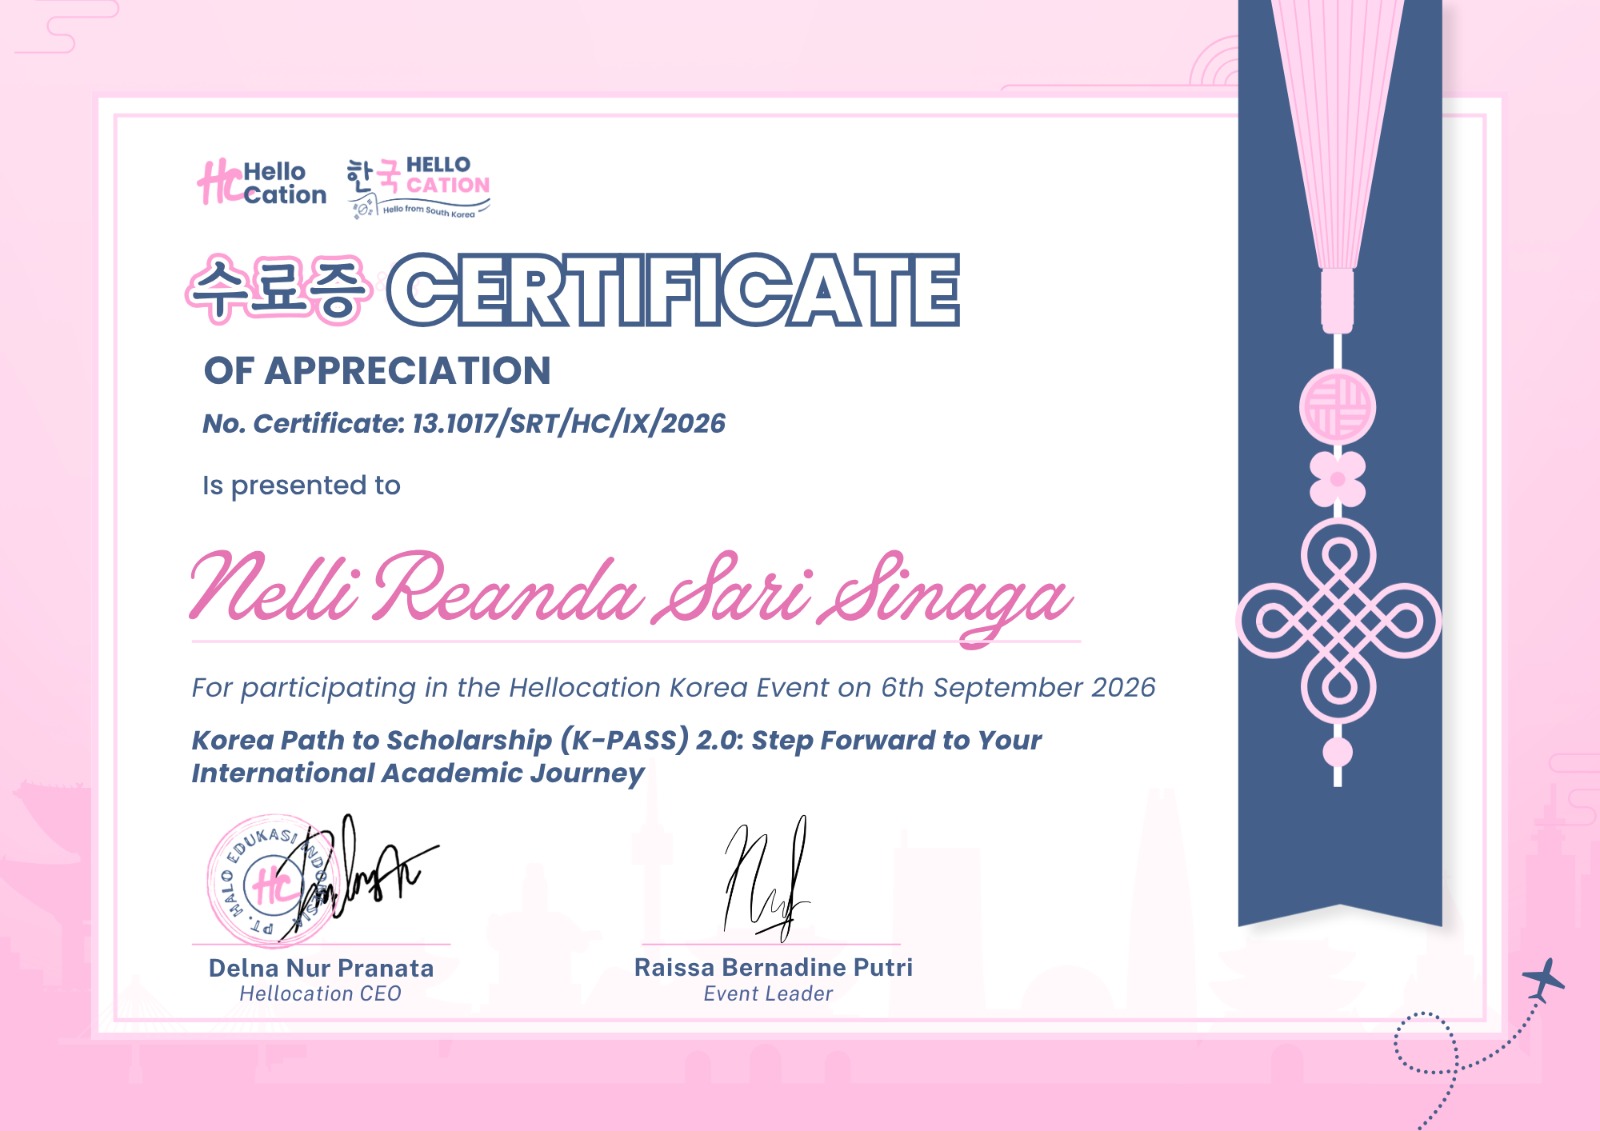 HC Hello Cation
한국 HELLO CATION
Hello from South Korea
수료증 CERTIFICATE
OF APPRECIATION
No. Certificate: 13.1017/SRT/HC/IX/2026
Is presented to
Nelli Reanda Sari Sinaga
For participating in the Hellocation Korea Event on 6th September 2026
Korea Path to Scholarship (K-PASS) 2.0: Step Forward to Your
International Academic Journey
PT. HALO EDUKASI INDONESIA
HC
Delna Nur Pranata
Hellocation CEO
Raissa Bernadine Putri
Event Leader